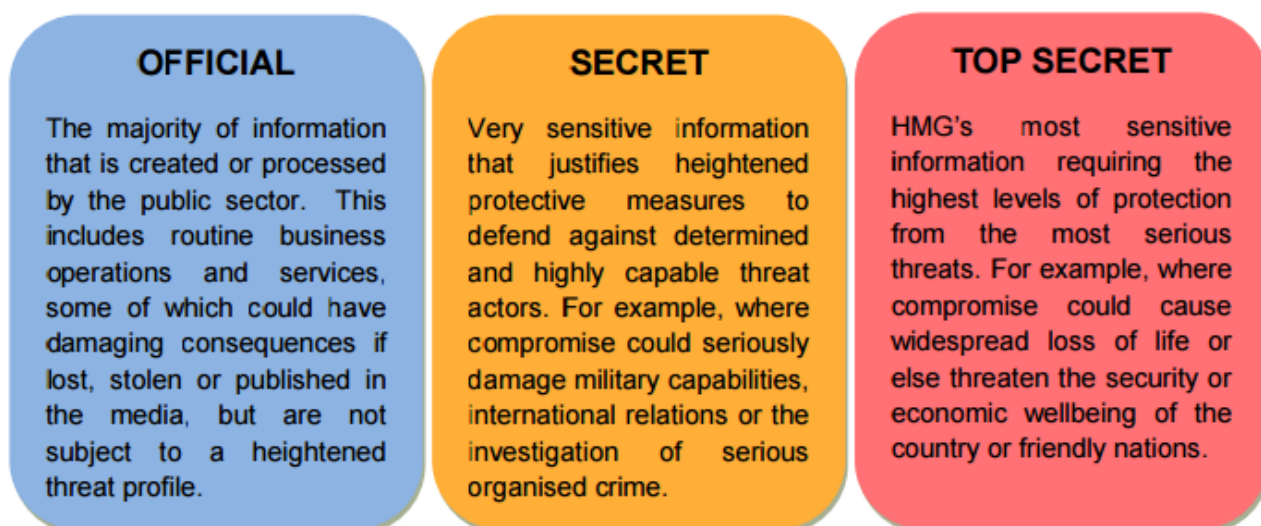 OFFICIAL
The majority of information
that is created or processed
by the public sector. This
includes routine business
operations and services,
some of which could have
damaging consequences if
lost, stolen or published in
the media, but are not
subject to a heightened
threat profile.
SECRET
Very sensitive information
that justifies heightened
protective measures to
defend against determined
and highly capable threat
actors. For example, where
compromise could seriously
damage military capabilities,
international relations or the
investigation of serious
organised crime.
TOP SECRET
HMG's most sensitive
information requiring the
highest levels of protection
from the most serious
threats. For example, where
compromise could cause
widespread loss of life or
else threaten the security or
economic wellbeing of the
country or friendly nations.